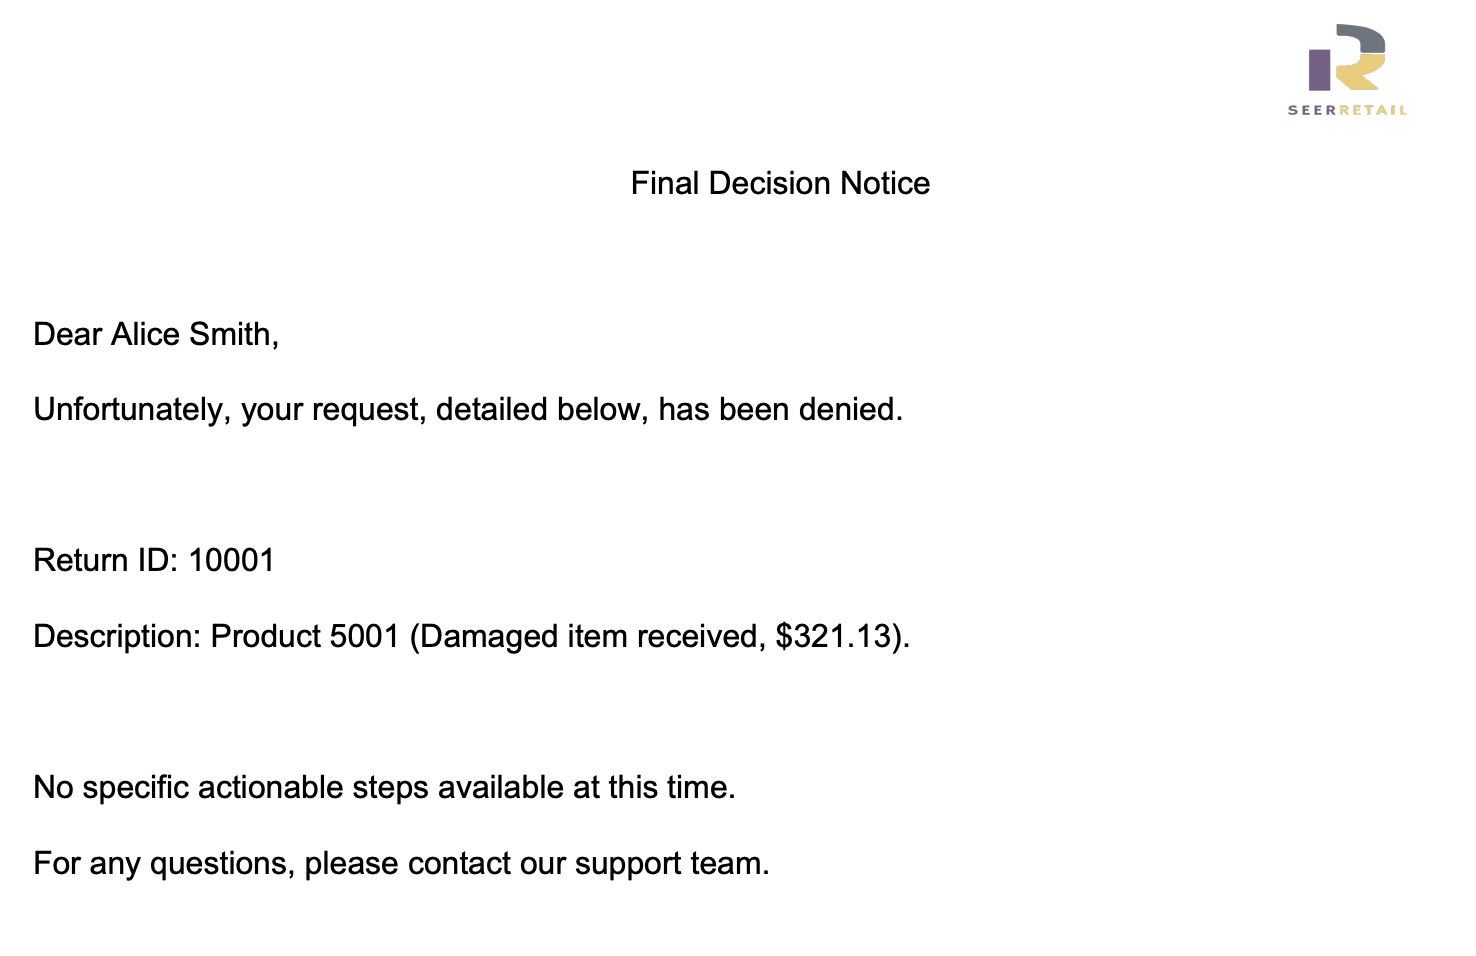 SEERRETAIL
Final Decision Notice
Dear Alice Smith,
Unfortunately, your request, detailed below, has been denied.
Return ID: 10001
Description: Product 5001 (Damaged item received, $321.13).
No specific actionable steps available at this time.
For any questions, please contact our support team.